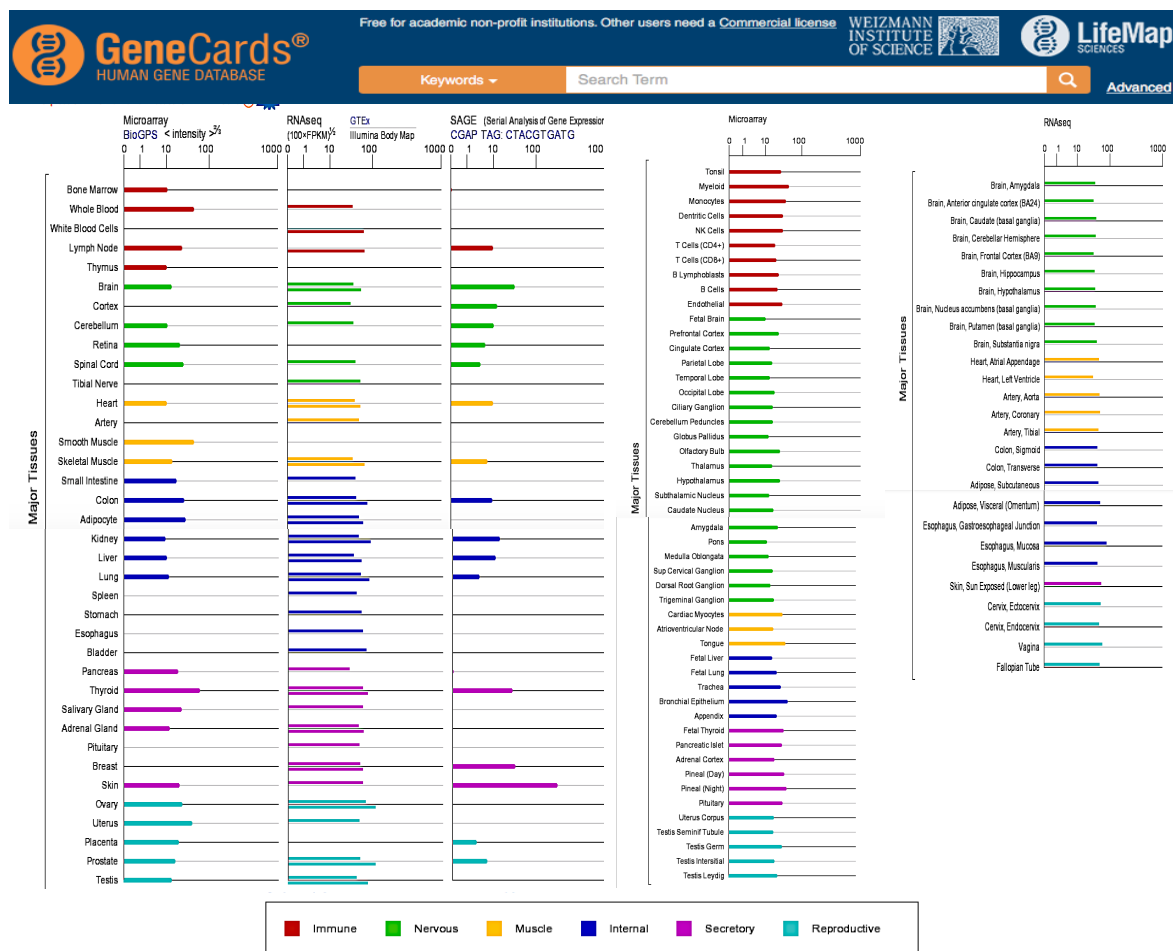 Free for academic non-profit institutions. Other users need a Commercial license
WEIZMANN
INSTITUTE
OF SCIENCE
LifeMap
SCIENCES
GeneCards®
HUMAN GENE DATABASE
Keywords
Search Term
Advanced
Microarray
BioGPS < intensity >⅓
0 1 10 100 1000
RNAseq
(100×FPKM)½
GTEx
Illumina Body Map
0 1 10 100 1000
SAGE (Serial Analysis of Gene Expression
CGAP TAG: CTACGTGATG
0 1 10 100 100
Major Tissues
Bone Marrow
Whole Blood
White Blood Cells
Lymph Node
Thymus
Brain
Cortex
Cerebellum
Retina
Spinal Cord
Tibial Nerve
Heart
Artery
Smooth Muscle
Skeletal Muscle
Small Intestine
Colon
Adipocyte
Kidney
Liver
Lung
Spleen
Stomach
Esophagus
Bladder
Pancreas
Thyroid
Salivary Gland
Adrenal Gland
Pituitary
Breast
Skin
Ovary
Uterus
Placenta
Prostate
Testis
Microarray
0 1 10 100 1000
Major Tissues
Tonsil
Myeloid
Monocytes
Dentritic Cells
NK Cells
T Cells (CD4+)
T Cells (CD8+)
B Lymphoblasts
B Cells
Endothelial
Fetal Brain
Prefrontal Cortex
Cingulate Cortex
Parietal Lobe
Temporal Lobe
Occipital Lobe
Ciliary Ganglion
Cerebellum Peduncles
Globus Pallidus
Olfactory Bulb
Thalamus
Hypothalamus
Subthalamic Nucleus
Caudate Nucleus
Amygdala
Pons
Medulla Oblongata
Sup Cervical Ganglion
Dorsal Root Ganglion
Trigeminal Ganglion
Cardiac Myocytes
Atrioventricular Node
Tongue
Fetal Liver
Fetal Lung
Trachea
Bronchial Epithelium
Appendix
Fetal Thyroid
Pancreatic Islet
Adrenal Cortex
Pineal (Day)
Pineal (Night)
Pituitary
Uterus Corpus
Testis Seminif Tubule
Testis Germ
Testis Intersitial
Testis Leydig
RNAseq
0 1 10 100 1000
Major Tissues
Brain, Amygdala
Brain, Anterior cingulate cortex (BA24)
Brain, Caudate (basal ganglia)
Brain, Cerebellar Hemisphere
Brain, Frontal Cortex (BA9)
Brain, Hippocampus
Brain, Hypothalamus
Brain, Nucleus accumbens (basal ganglia)
Brain, Putamen (basal ganglia)
Brain, Substantia nigra
Heart, Atrial Appendage
Heart, Left Ventricle
Artery, Aorta
Artery, Coronary
Artery, Tibial
Colon, Sigmoid
Colon, Transverse
Adipose, Subcutaneous
Adipose, Visceral (Omentum)
Esophagus, Gastroesophageal Junction
Esophagus, Mucosa
Esophagus, Muscularis
Skin, Sun Exposed (Lower leg)
Cervix, Ectocervix
Cervix, Endocervix
Vagina
Fallopian Tube
Immune Nervous Muscle Internal Secretory Reproductive